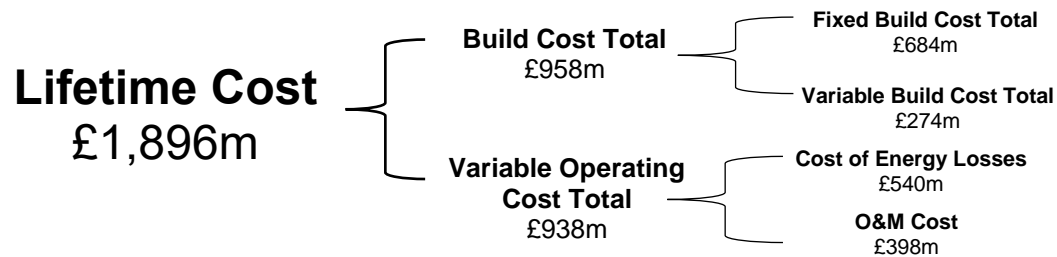 Lifetime Cost
£1,896m
Build Cost Total
£958m
Fixed Build Cost Total
£684m
Variable Build Cost Total
£274m
Variable Operating
Cost Total
£938m
Cost of Energy Losses
£540m
O&M Cost
£398m